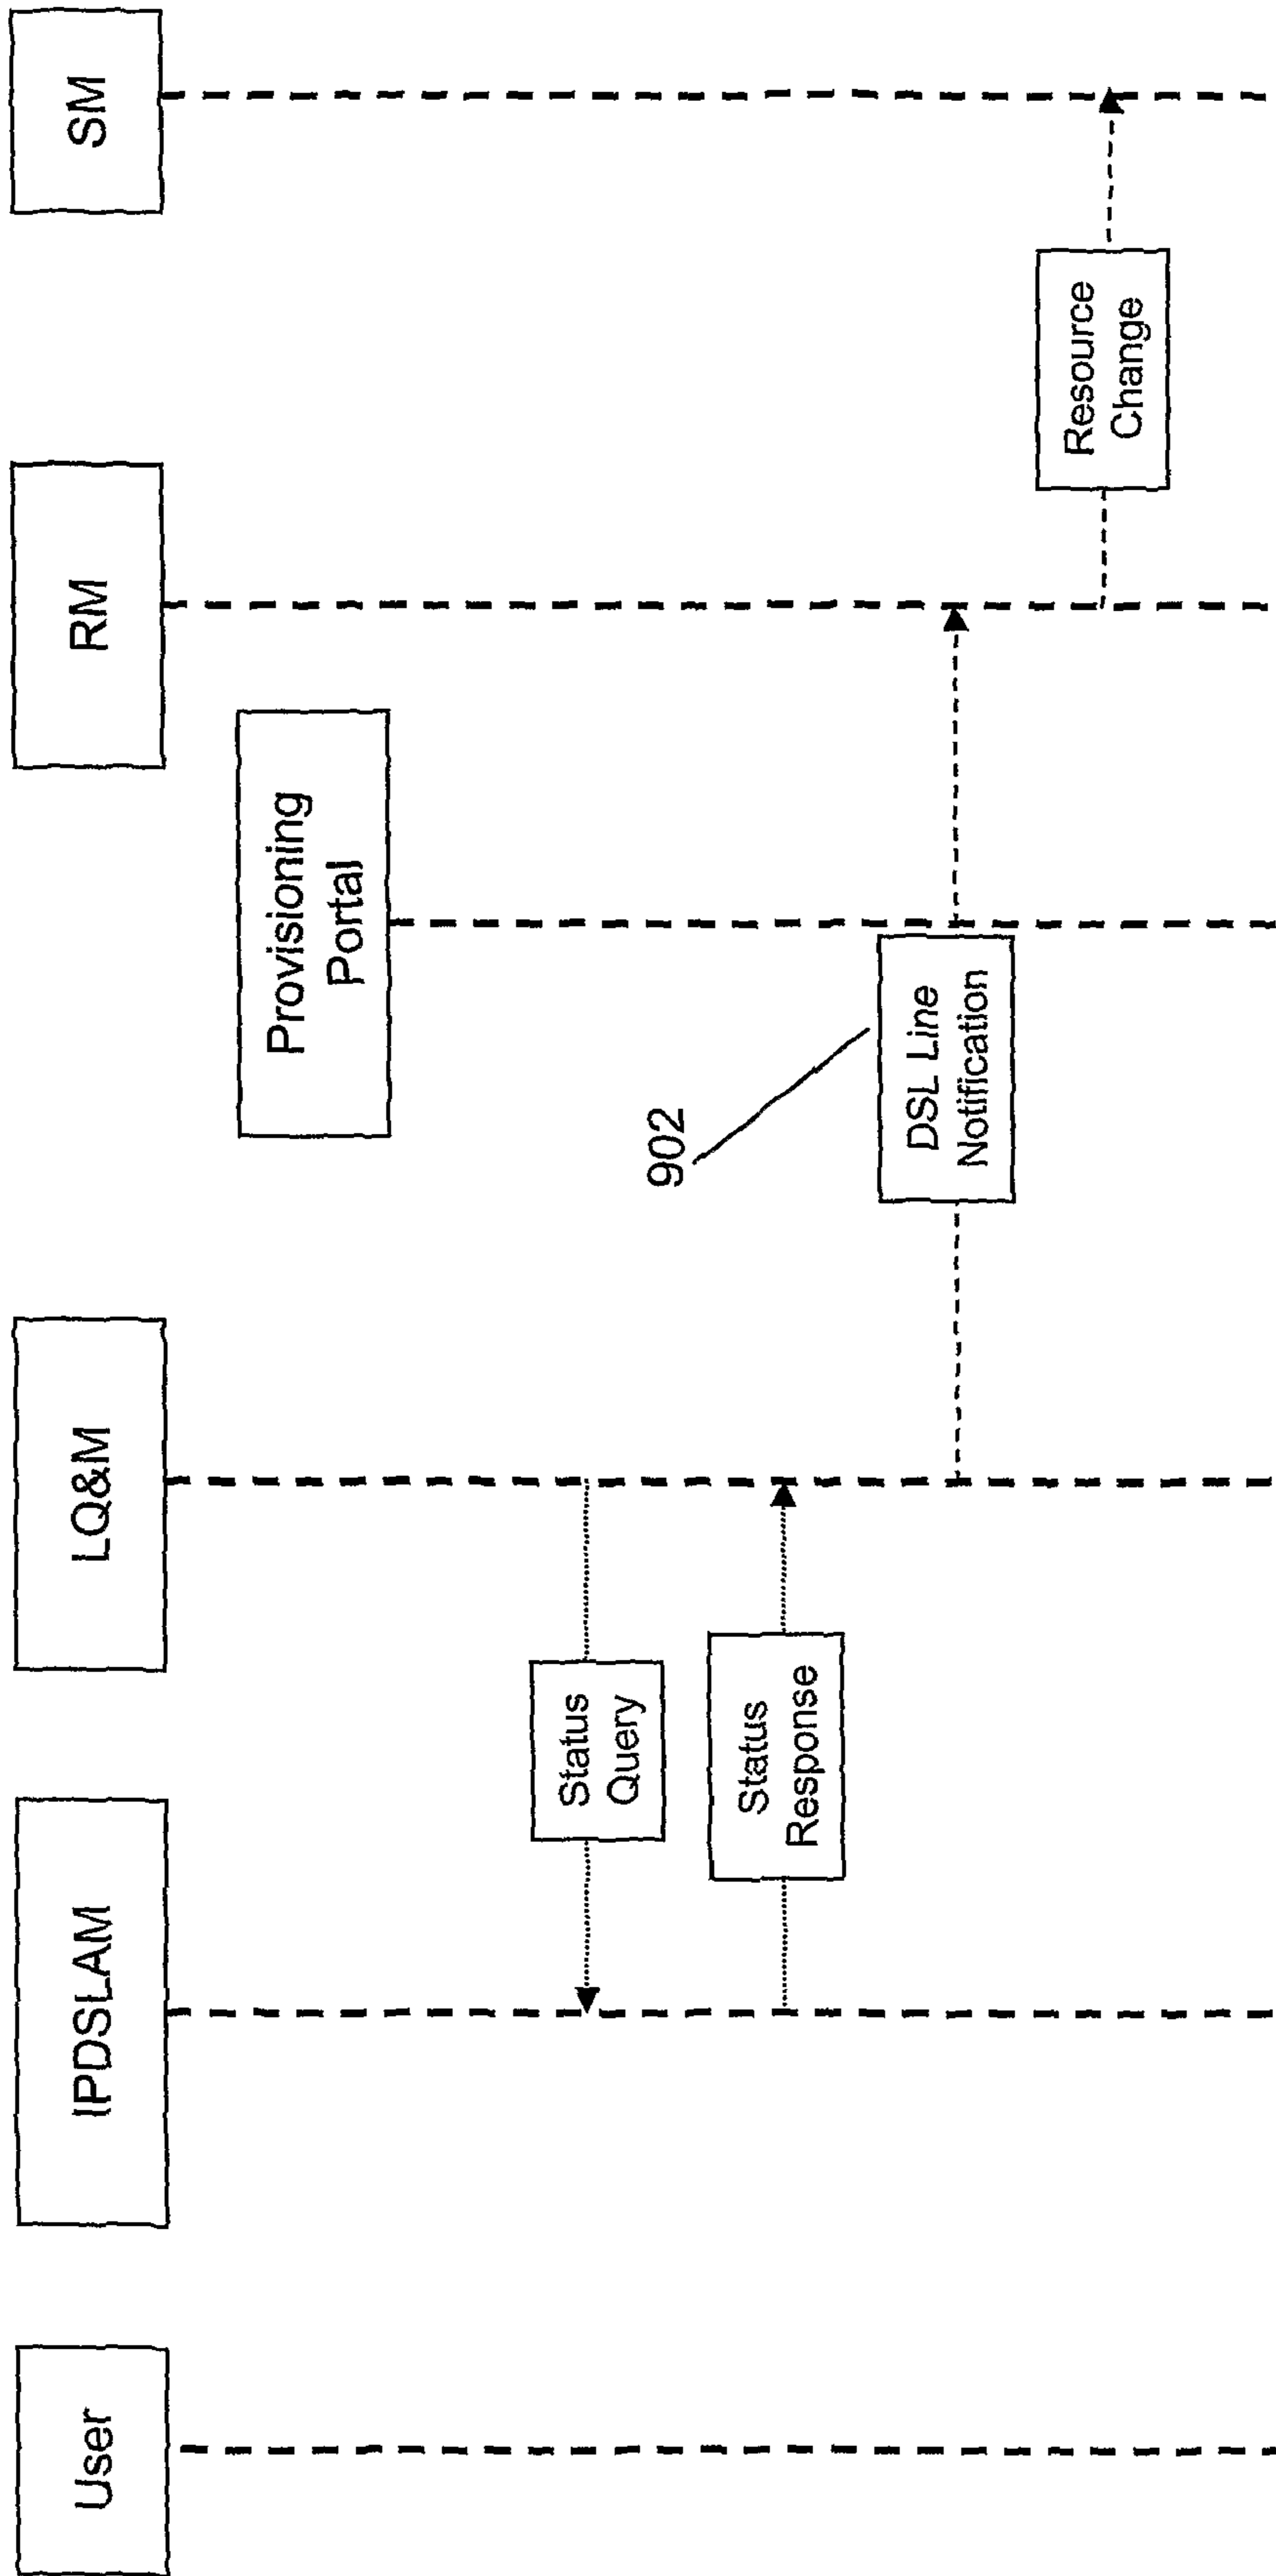 User
IPDSLAM
LQ&M
Provisioning
Portal
RM
SM
Status
Query
Status
Response
902
DSL Line
Notification
Resource
Change